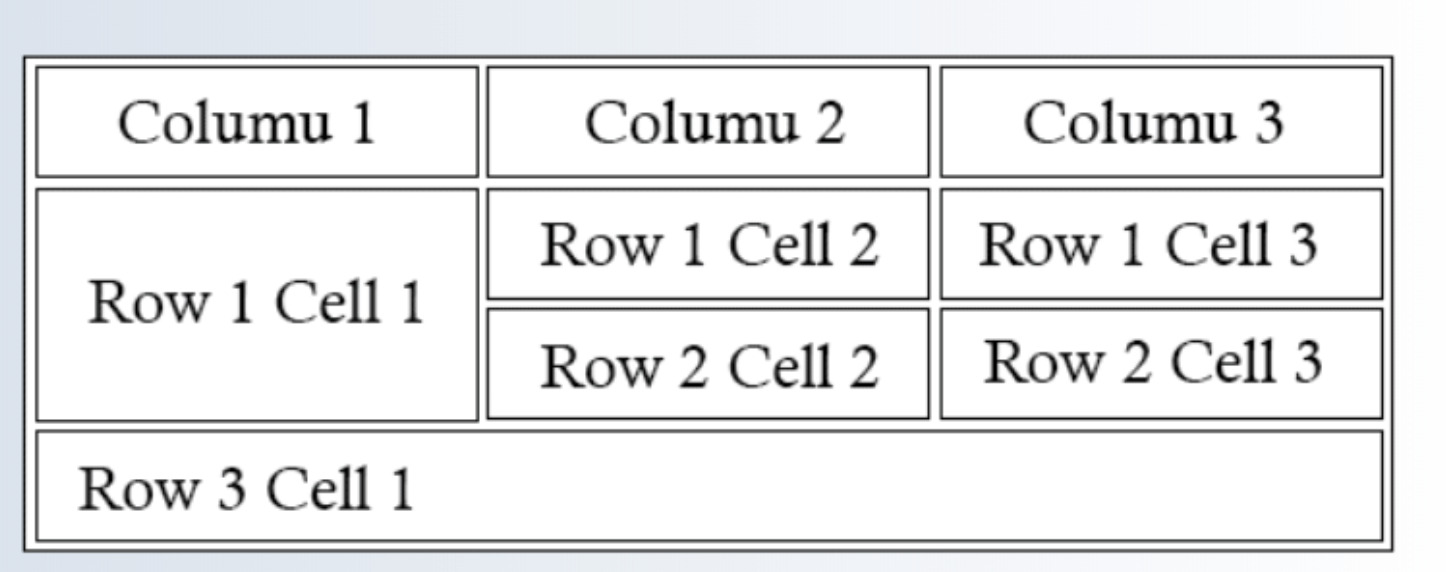 Columu 1 Columu 2 Columu 3
Row 1 Cell 1
Row 1 Cell 2 Row 1 Cell 3
Row 2 Cell 2 Row 2 Cell 3
Row 3 Cell 1